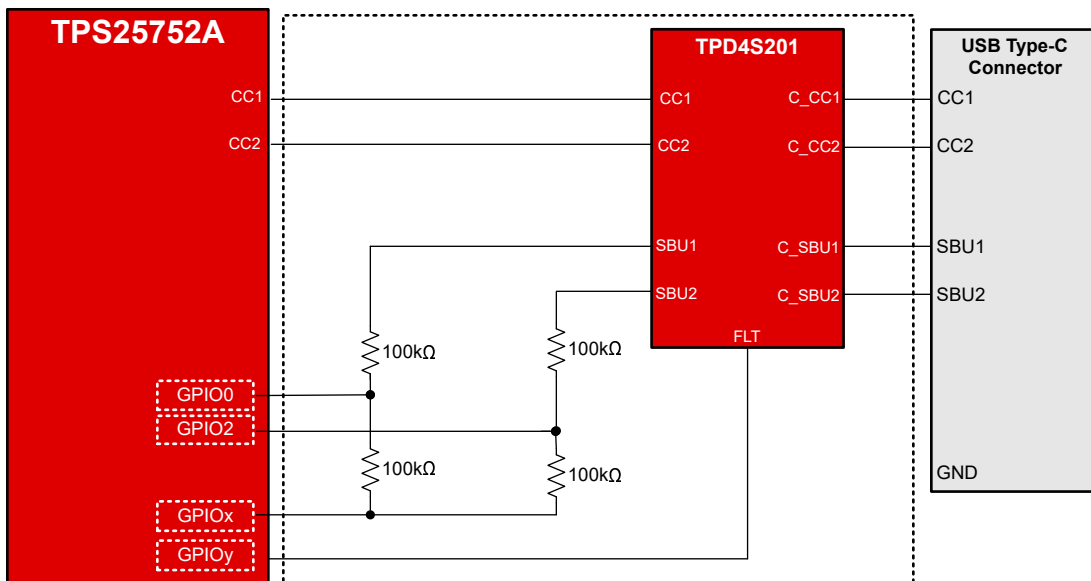 TPS25752A
CC1
CC2
GPIO0
GPIO2
GPIOx
GPIOy
100kΩ
100kΩ
100kΩ
100kΩ
TPD4S201
CC1
C_CC1
CC2
C_CC2
SBU1
C_SBU1
SBU2
C_SBU2
FLT
USB Type-C
Connector
CC1
CC2
SBU1
SBU2
GND